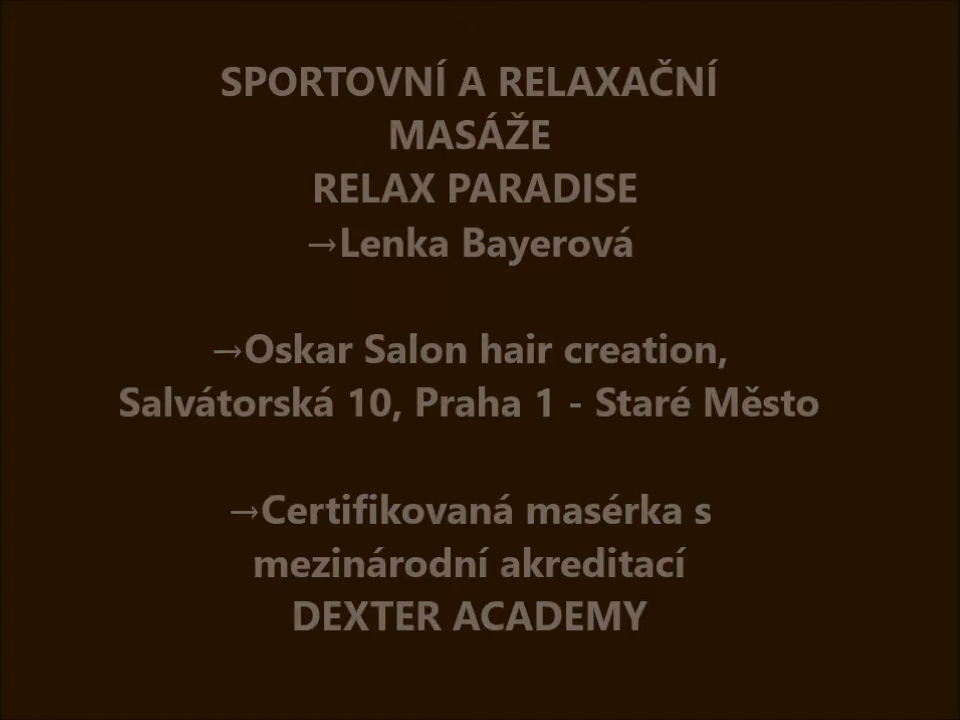 SPORTOVNÍ A RELAXAČNÍ
MASÁŽE
RELAX PARADISE
→Lenka Bayerová
→Oskar Salon hair creation,
Salvátorská 10, Praha 1 - Staré Město
→Certifikovaná masérka s
mezinárodní akreditací
DEXTER ACADEMY